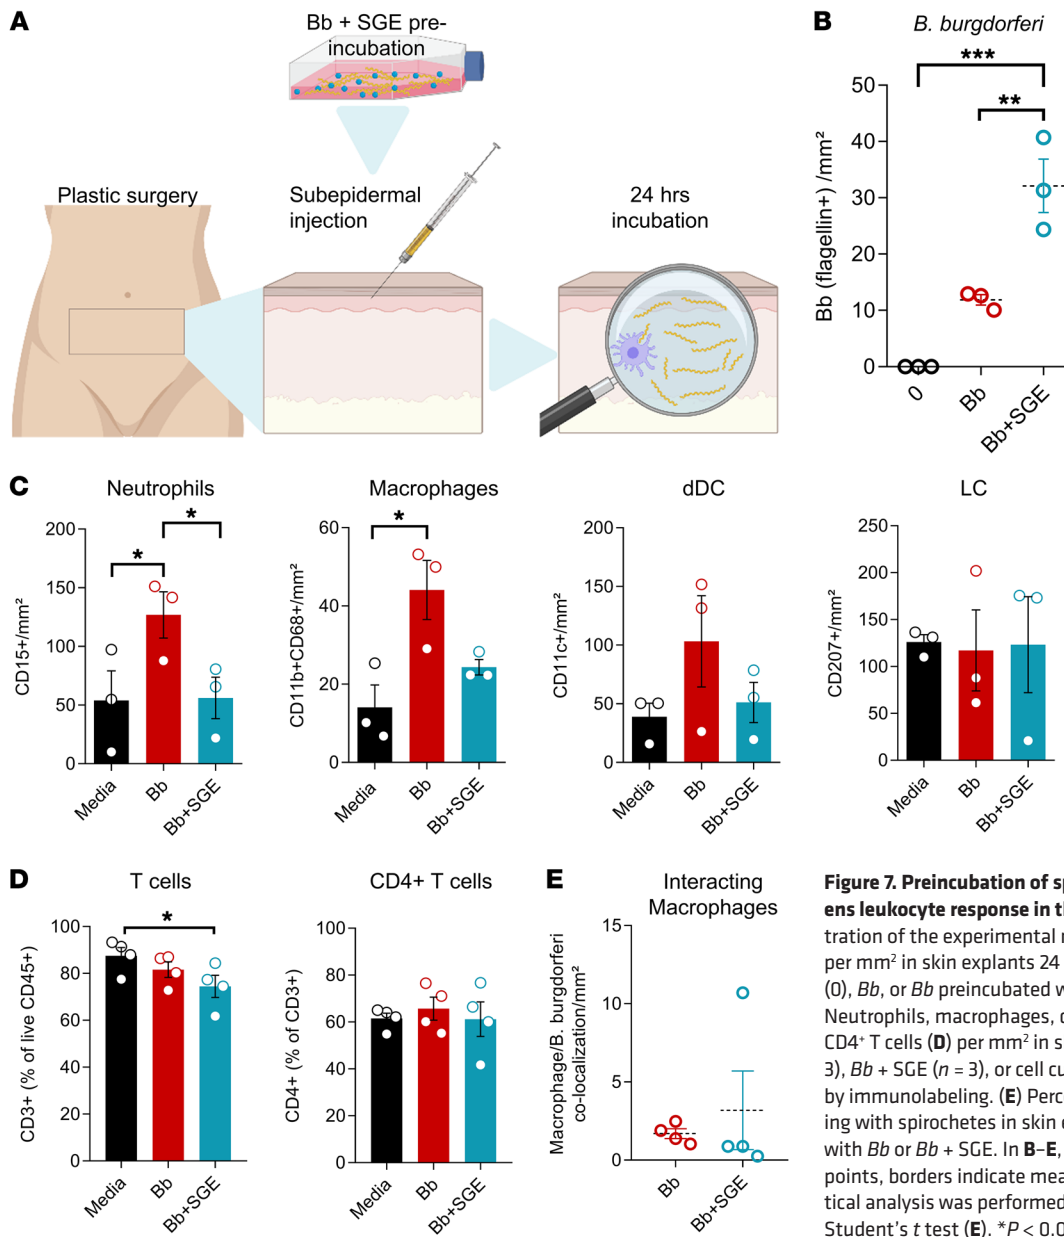 A
Bb + SGE pre-
incubation
Plastic surgery
Subepidermal
injection
24 hrs
incubation
B
B. burgdorferi
***
**
Bb (flagellin+) /mm²
50
40
30
20
10
0
0
Bb
Bb+SGE
C
Neutrophils
*
*
CD15+/mm²
200
150
100
50
0
Media
Bb
Bb+SGE
Macrophages
*
CD11b+CD68+/mm²
60
40
20
0
Media
Bb
Bb+SGE
dDC
CD11c+/mm²
200
150
100
50
0
Media
Bb
Bb+SGE
LC
CD207+/mm²
250
200
150
100
50
0
Media
Bb
Bb+SGE
D
T cells
*
CD3+ (% of live CD45+)
100
80
60
40
20
0
Media
Bb
Bb+SGE
CD4+ T cells
CD4+ (% of CD3+)
100
80
60
40
20
0
Media
Bb
Bb+SGE
E
Interacting
Macrophages
Macrophage/B. burgdorferi
co-localization/mm²
15
10
5
0
Bb
Bb+SGE
Figure 7. Preincubation of
ens leukocyte response in
tration of the experimental
per mm² in skin explants 24
(0), Bb, or Bb preincubated
Neutrophils, macrophages,
CD4⁺ T cells (D) per mm² in
3), Bb + SGE (n = 3), or cell
by immunolabeling. (E)
ing with spirochetes in skin
with Bb or Bb + SGE. In B–E,
points, borders indicate
tical analysis was performed
Student's t test (E). *P < 0.0